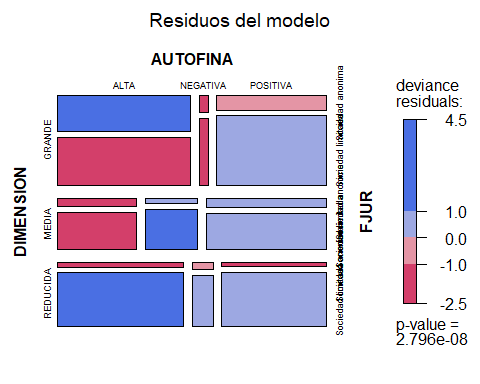 Residuos del modelo
AUTOFINA
ALTA NEGATIVA POSITIVA
deviance
residuals:
4.5
1.0
0.0
-1.0
-2.5
p-value =
2.796e-08
DIMENSION
GRANDE
MEDIA
REDUCIDA
FJUR
Sociedad anonima
Sociedad